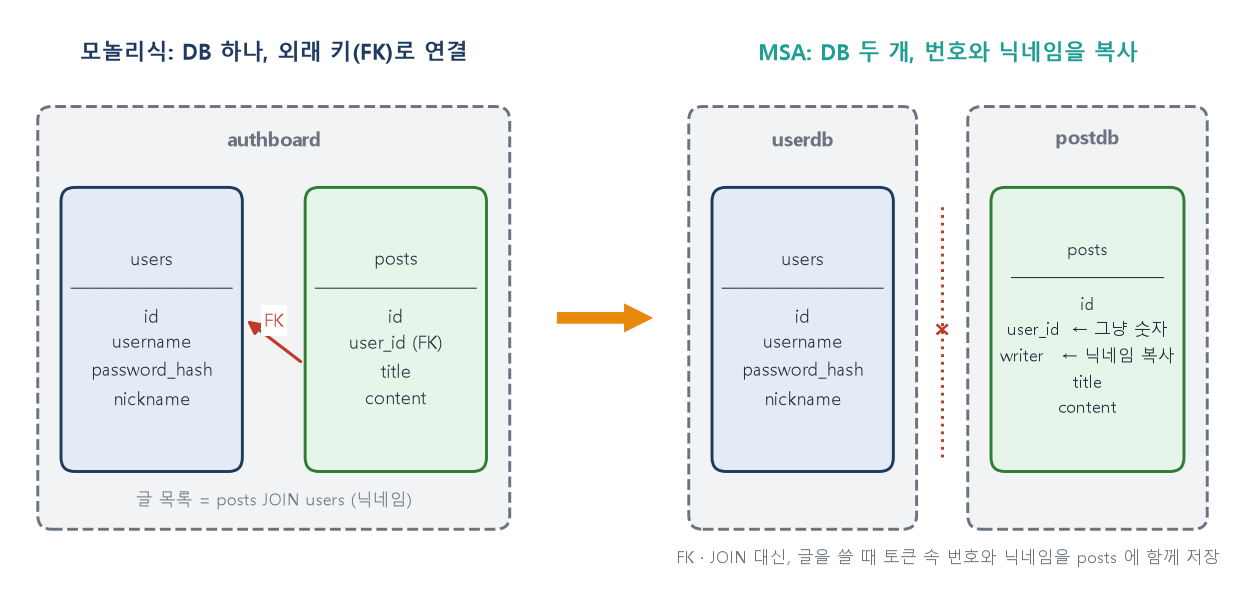 모놀리식: DB 하나, 외래 키(FK)로 연결
authboard
users
id
username
password_hash
nickname
FK
posts
id
user_id (FK)
title
content
글 목록 = posts JOIN users (닉네임)
MSA: DB 두 개, 번호와 닉네임을 복사
userdb
users
id
username
password_hash
nickname
postdb
posts
id
user_id ← 그냥 숫자
writer ← 닉네임 복사
title
content
FK · JOIN 대신, 글을 쓸 때 토큰 속 번호와 닉네임을 posts 에 함께 저장